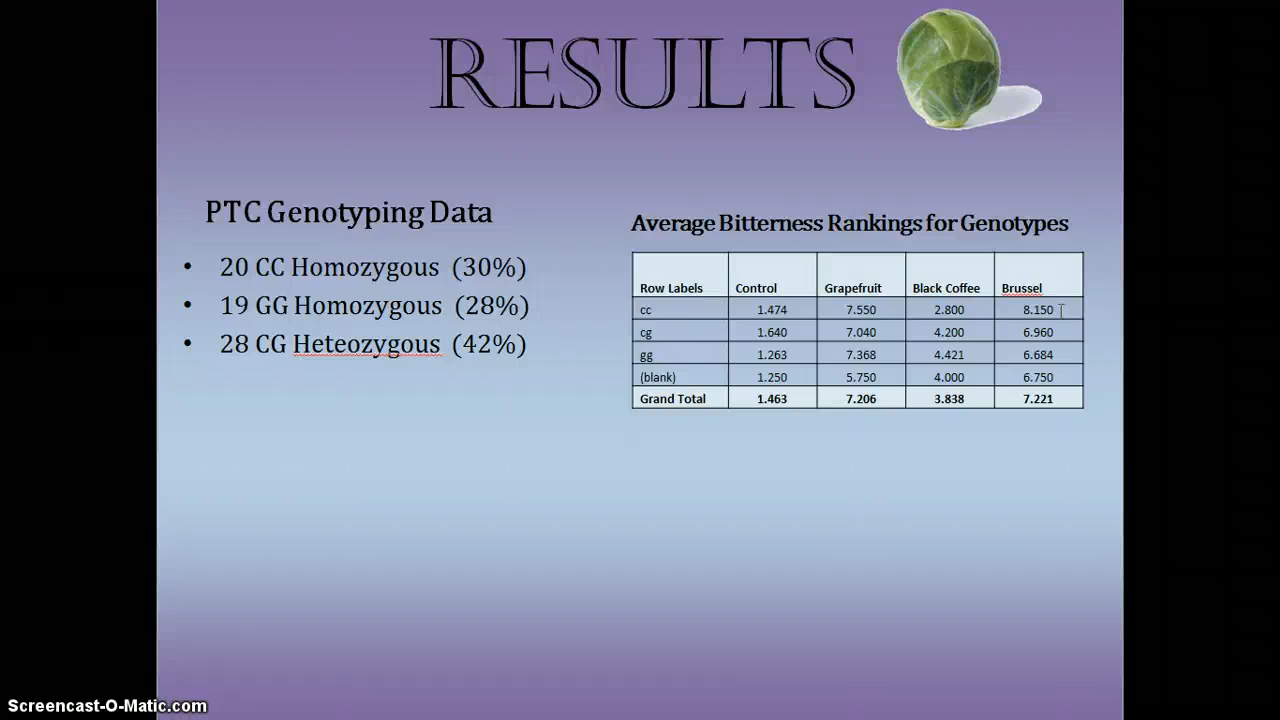 RESULTS
PTC Genotyping Data
• 20 CC Homozygous (30%)
• 19 GG Homozygous (28%)
• 28 CG Heteozygous (42%)
Average Bitterness Rankings for Genotypes
Row Labels Control Grapefruit Black Coffee Brussel
cc 1.474 7.550 2.800 8.150
cg 1.640 7.040 4.200 6.960
gg 1.263 7.368 4.421 6.684
(blank) 1.250 5.750 4.000 6.750
Grand Total 1.463 7.206 3.838 7.221
Screencast-O-Matic.com